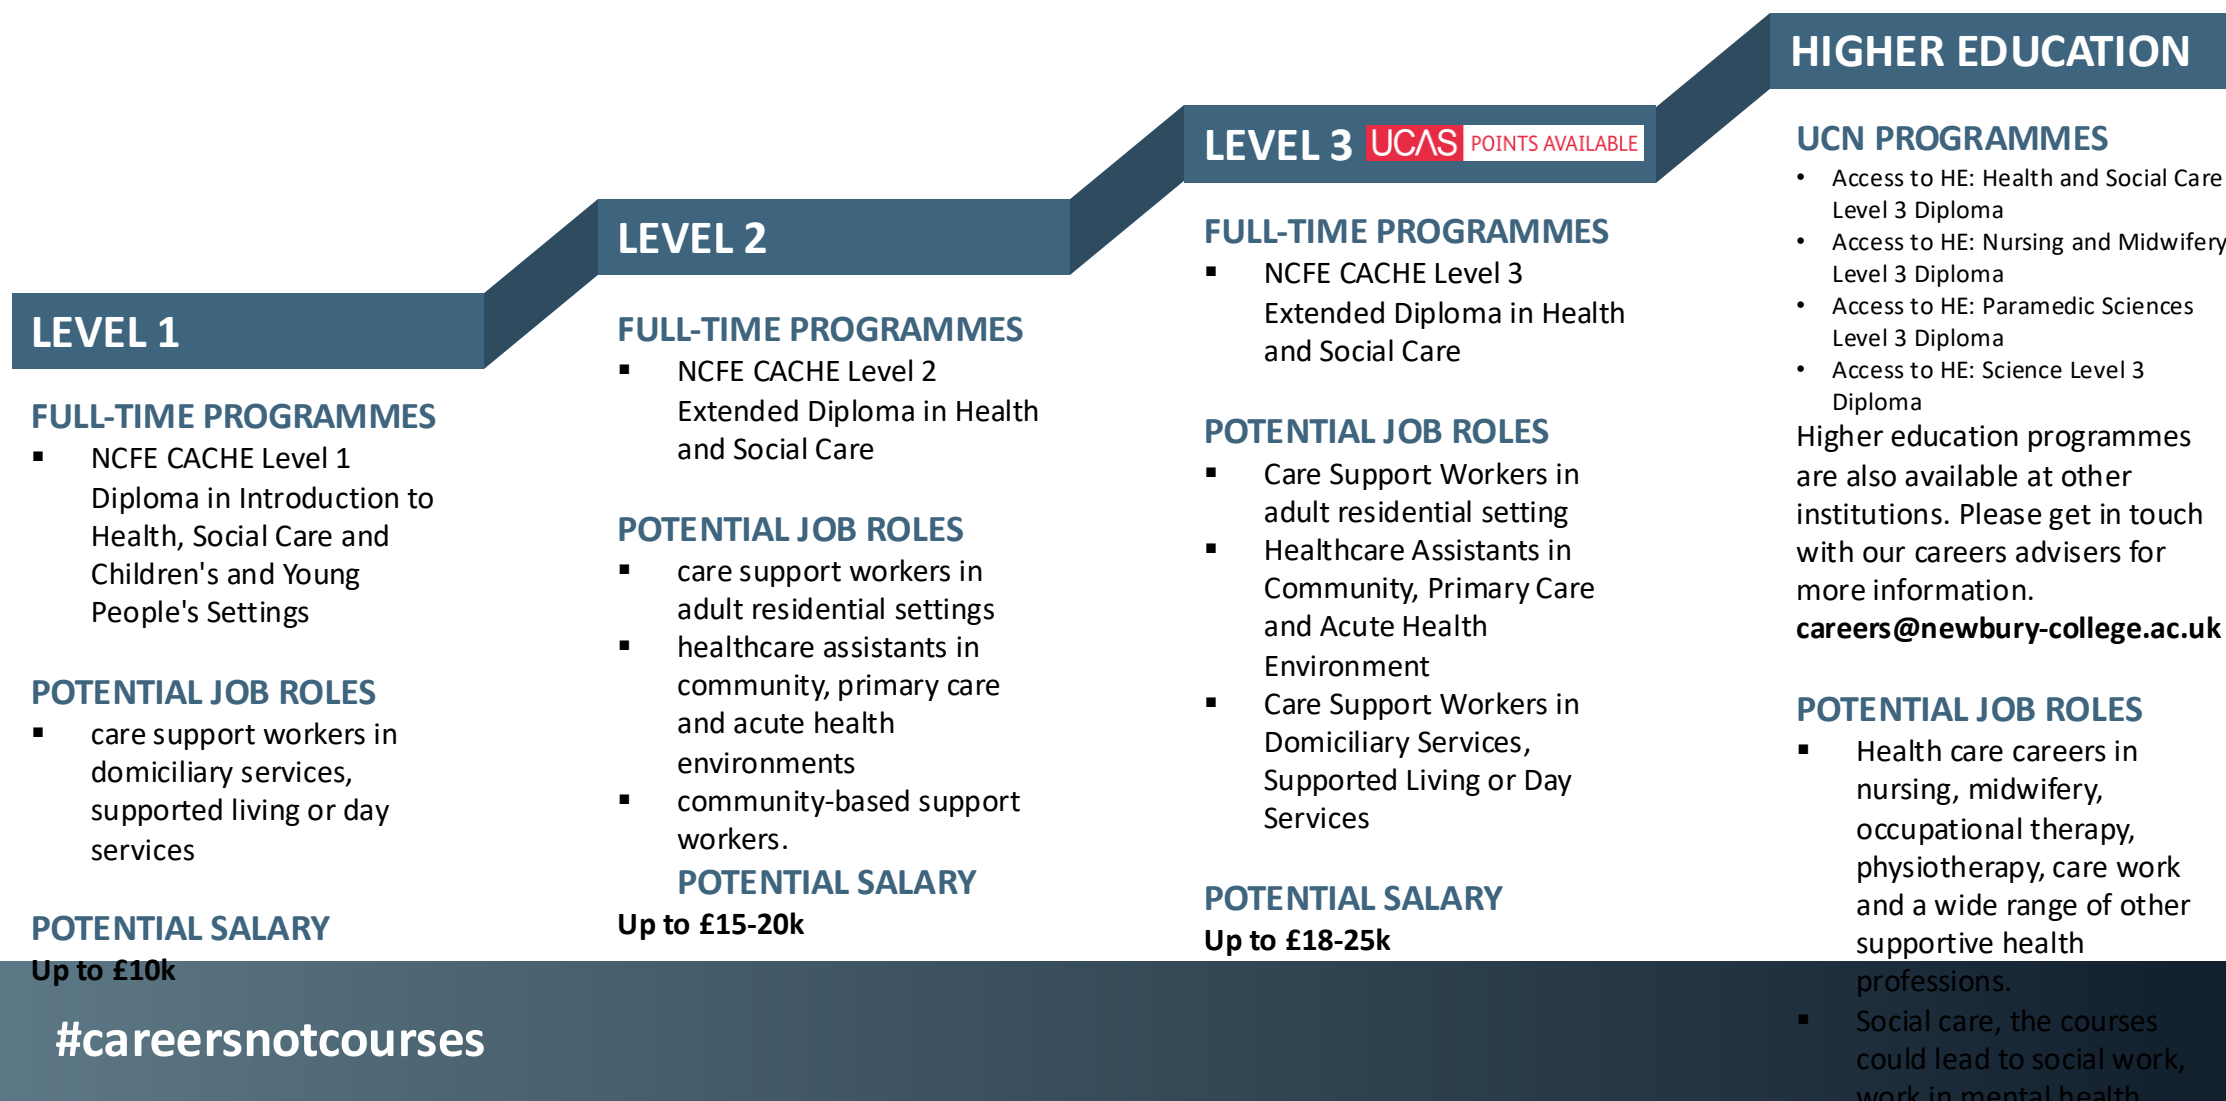 LEVEL 1
FULL-TIME PROGRAMMES
▪ NCFE CACHE Level 1
Diploma in Introduction to
Health, Social Care and
Children's and Young
People's Settings
POTENTIAL JOB ROLES
▪ care support workers in
domiciliary services,
supported living or day
services
POTENTIAL SALARY
Up to £10k
#careersnotcourses
LEVEL 2
FULL-TIME PROGRAMMES
▪ NCFE CACHE Level 2
Extended Diploma in Health
and Social Care
POTENTIAL JOB ROLES
▪ care support workers in
adult residential settings
▪ healthcare assistants in
community, primary care
and acute health
environments
▪ community-based support
workers.
POTENTIAL SALARY
Up to £15-20k
LEVEL 3 UCAS POINTS AVAILABLE
FULL-TIME PROGRAMMES
▪ NCFE CACHE Level 3
Extended Diploma in Health
and Social Care
POTENTIAL JOB ROLES
▪ Care Support Workers in
adult residential setting
▪ Healthcare Assistants in
Community, Primary Care
and Acute Health
Environment
▪ Care Support Workers in
Domiciliary Services,
Supported Living or Day
Services
POTENTIAL SALARY
Up to £18-25k
HIGHER EDUCATION
UCN PROGRAMMES
• Access to HE: Health and Social Care
Level 3 Diploma
• Access to HE: Nursing and Midwifery
Level 3 Diploma
• Access to HE: Paramedic Sciences
Level 3 Diploma
• Access to HE: Science Level 3
Diploma
Higher education programmes
are also available at other
institutions. Please get in touch
with our careers advisers for
more information.
careers@newbury-college.ac.uk
POTENTIAL JOB ROLES
▪ Health care careers in
nursing, midwifery,
occupational therapy,
physiotherapy, care work
and a wide range of other
supportive health
professions.
▪ Social care, the courses
could lead to social work,
work in mental health